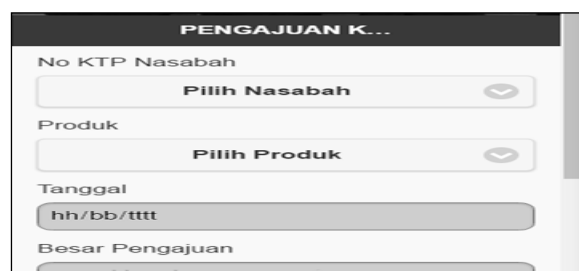 PENGAJUAN K...
No KTP Nasabah
Pilih Nasabah
Produk
Pilih Produk
Tanggal
hh/bb/tttt
Besar Pengajuan